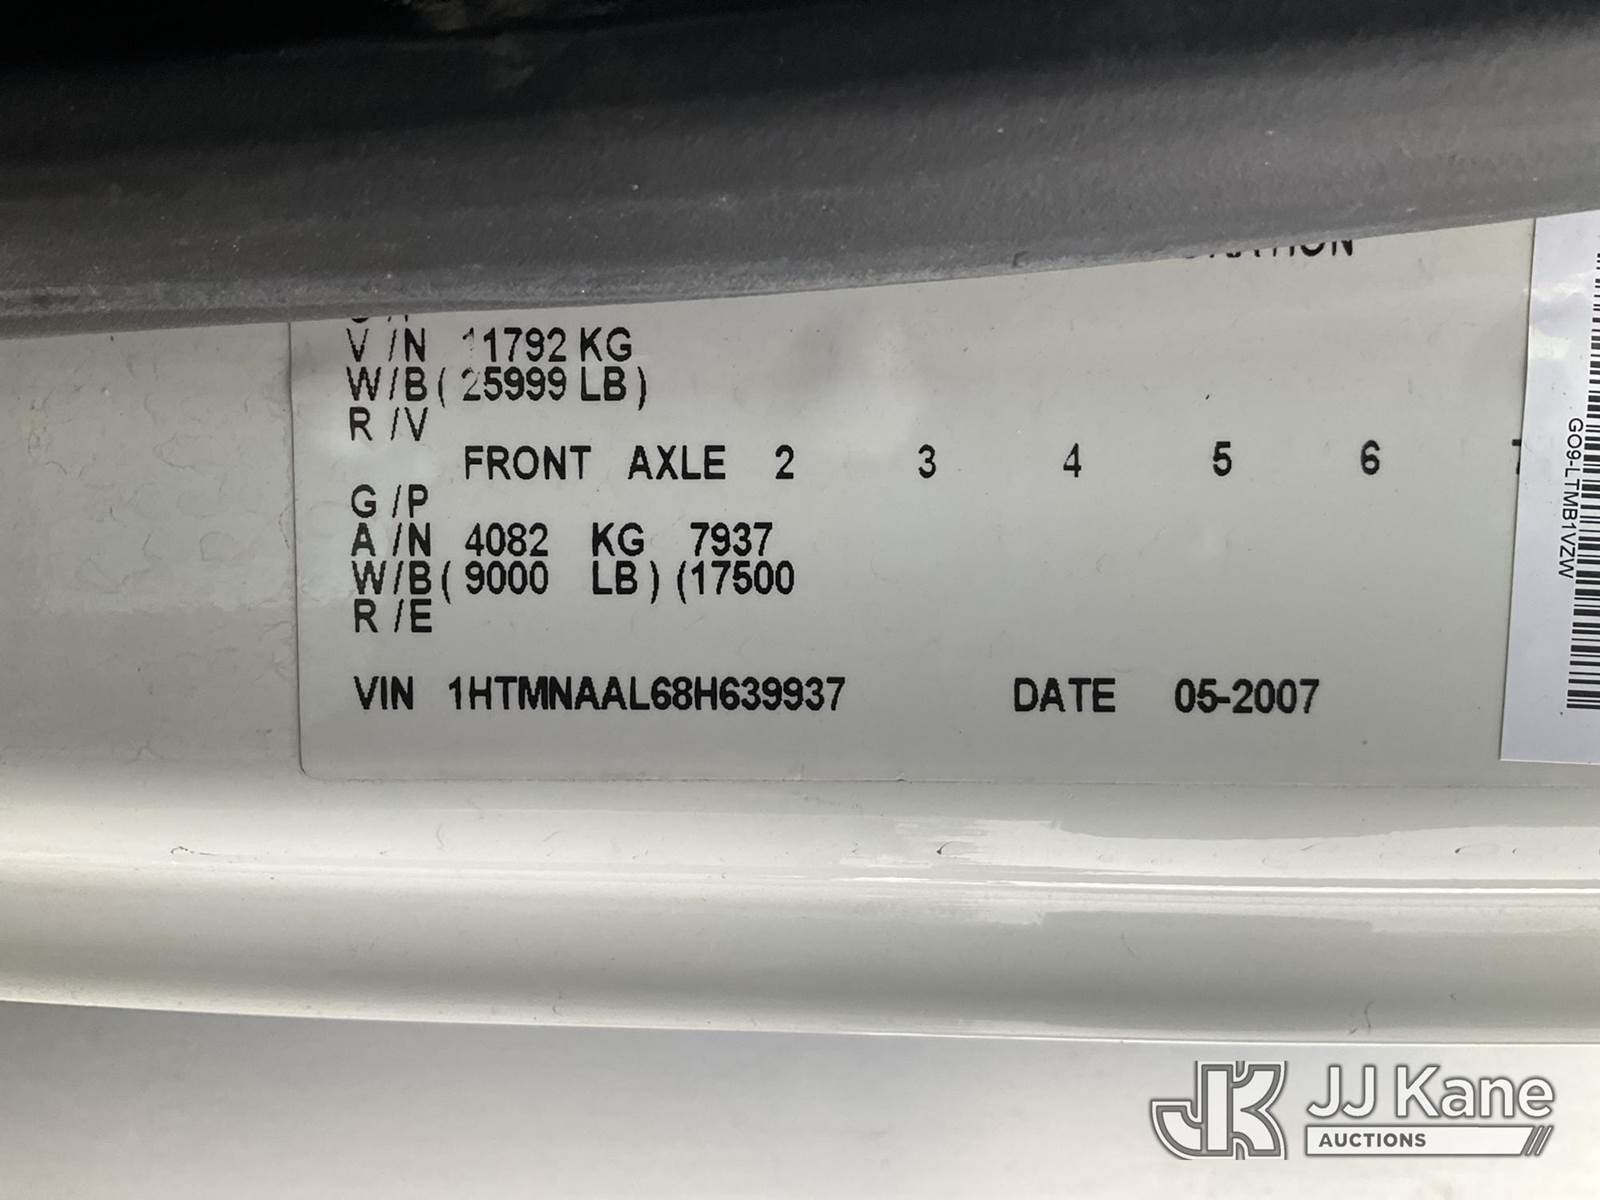 V /N 11792 KG
W/B ( 25999 LB )
R /V
FRONT AXLE 2 3 4 5 6
G /P
A /N 4082 KG 7937
W/B ( 9000 LB ) (17500
R /E
VIN 1HTMNAAL68H639937 DATE 05-2007
GO9-LTMB1VZW
JK JJ Kane
AUCTIONS